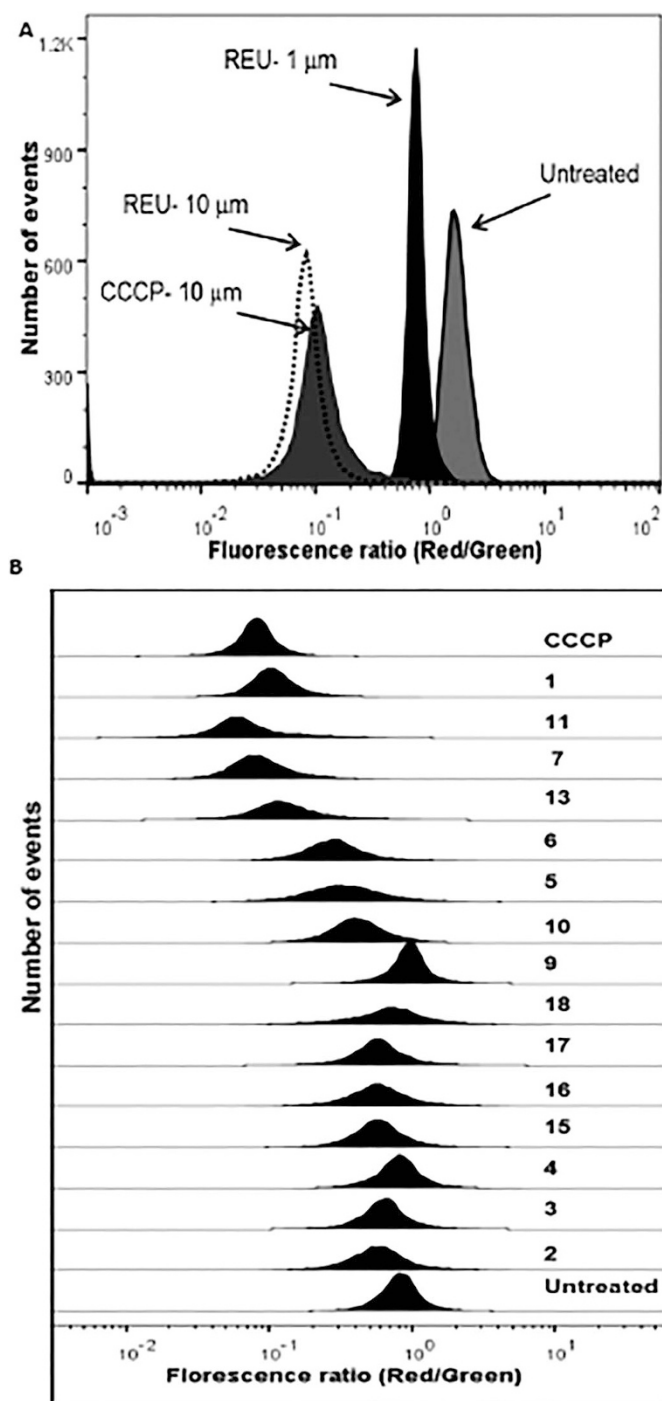 A
1.2K
REU- 1 µm
900
Untreated
REU- 10 µm
600
CCCP- 10 µm
300
0
Number of events
10-3 10-2 10-1 100 101 102
Fluorescence ratio (Red/Green)
B
CCCP
1
11
7
13
6
5
10
9
18
17
16
15
4
3
2
Untreated
Number of events
10-2 10-1 100 101
Florescence ratio (Red/Green)